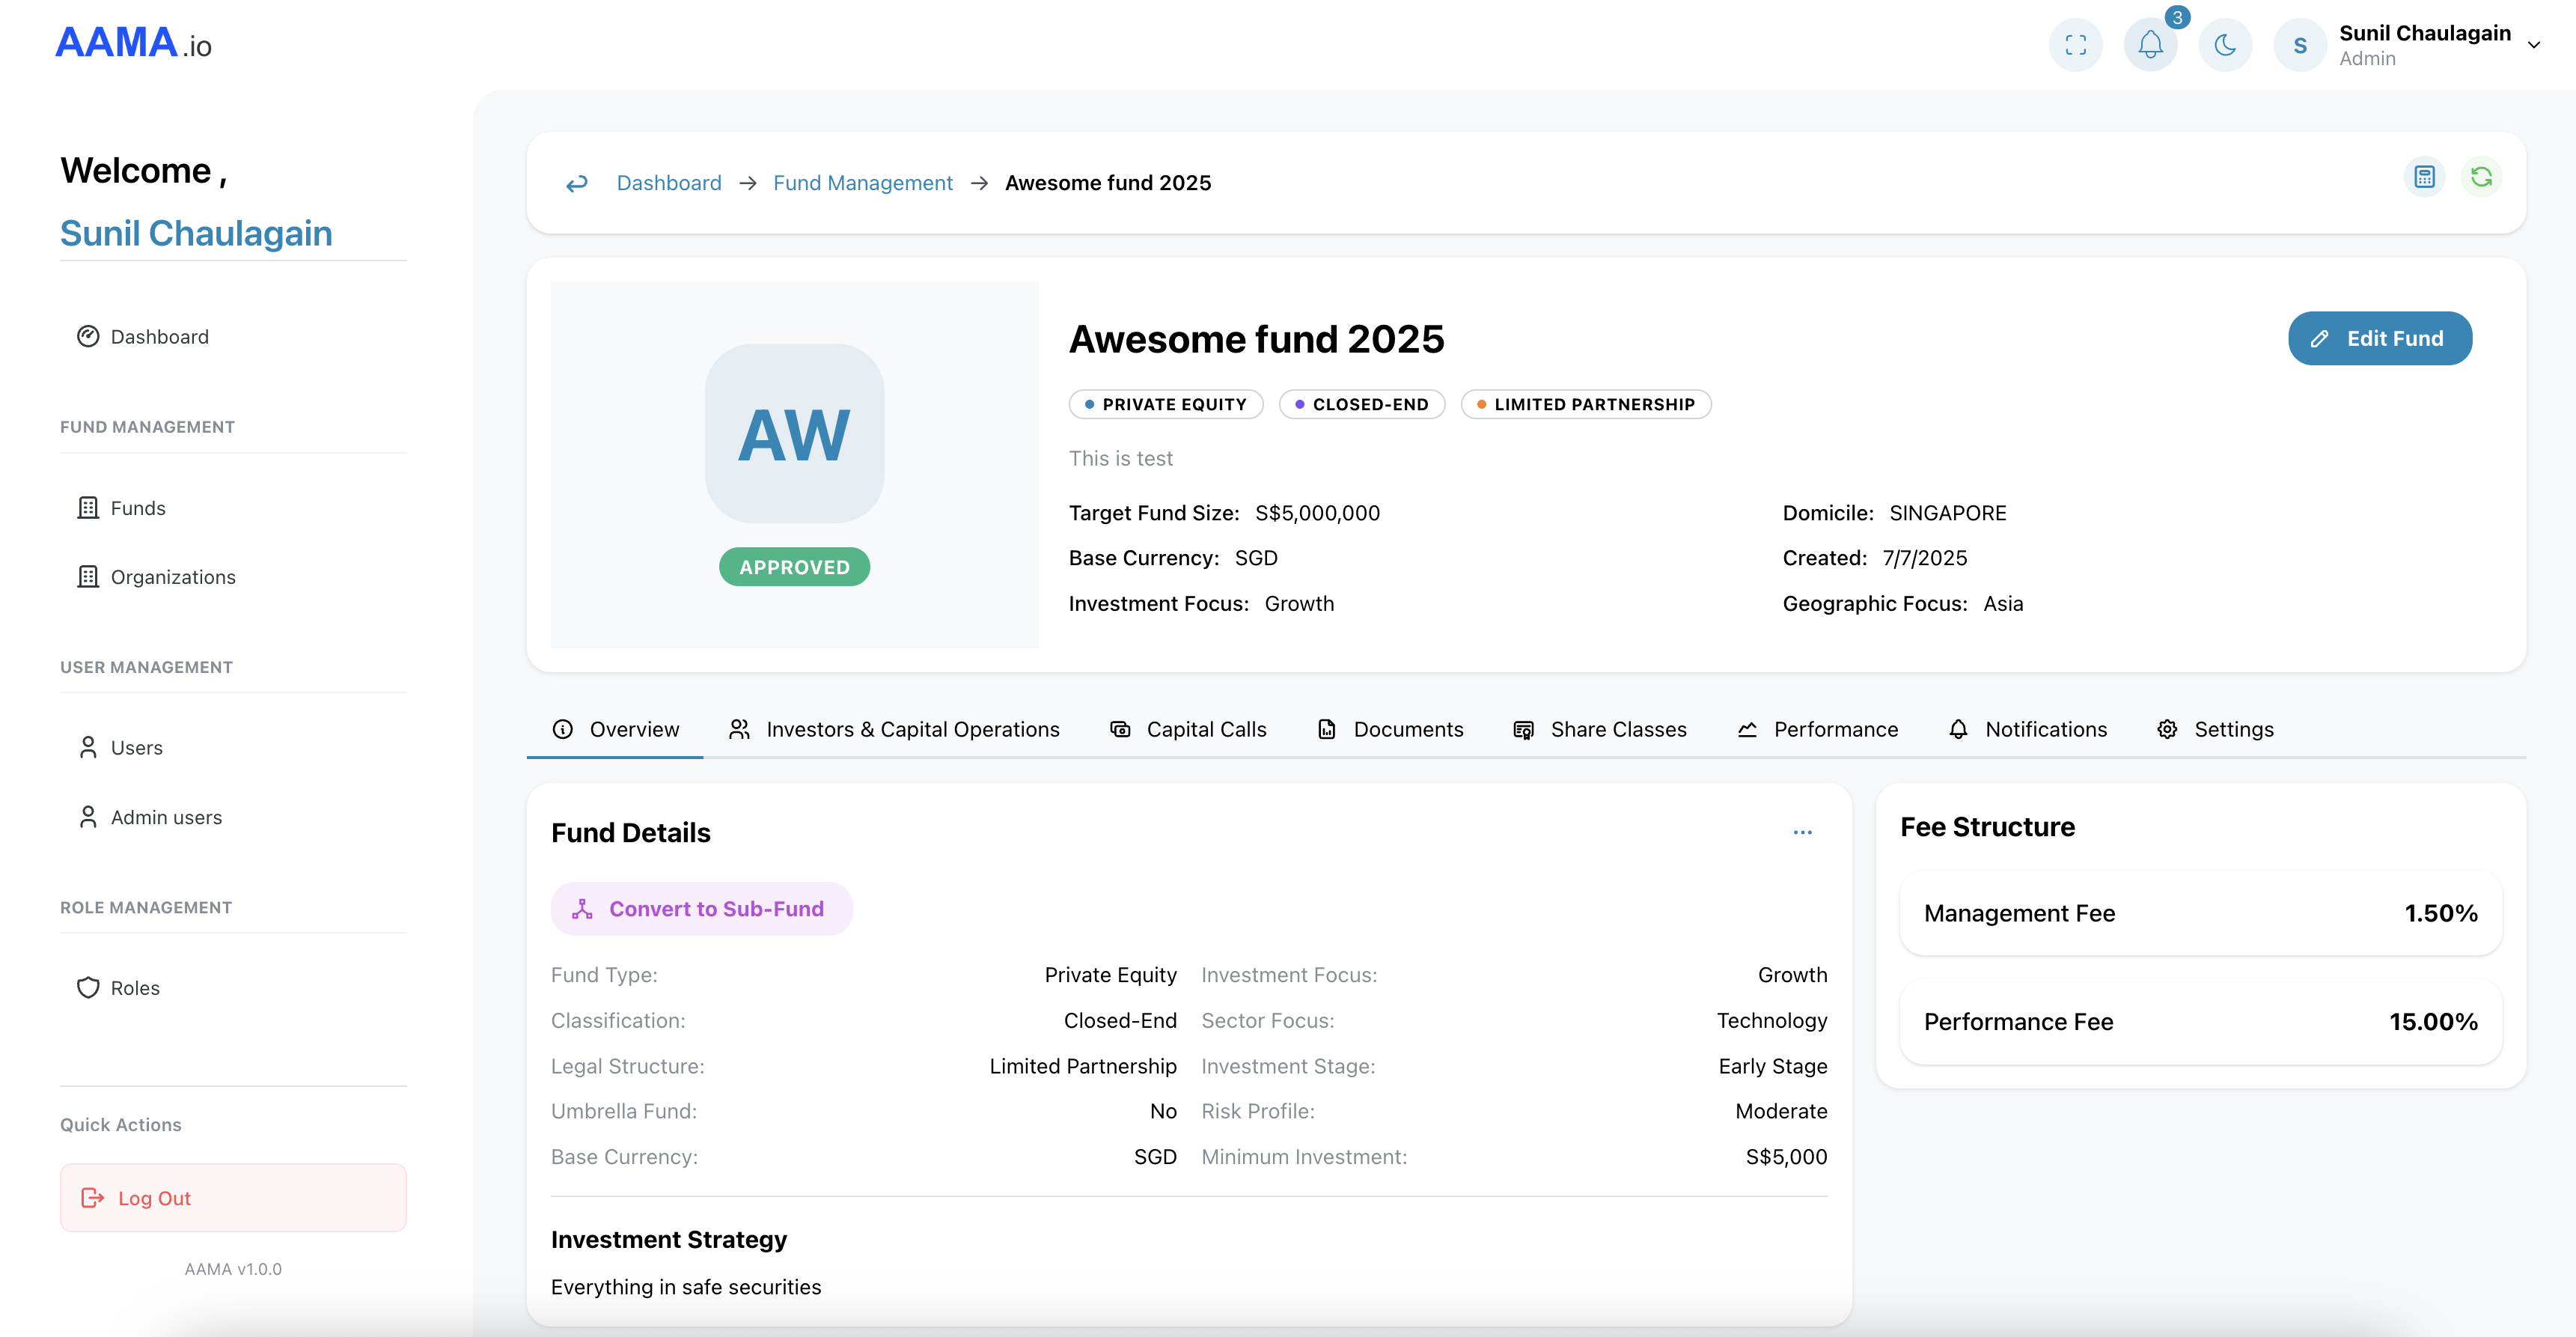 AAMA.io
3
S
Sunil Chaulagain
Admin
Welcome ,
Sunil Chaulagain
Dashboard
FUND MANAGEMENT
Funds
Organizations
USER MANAGEMENT
Users
Admin users
ROLE MANAGEMENT
Roles
Quick Actions
Log Out
AAMA v1.0.0
Dashboard → Fund Management → Awesome fund 2025
AW
APPROVED
Awesome fund 2025
Edit Fund
PRIVATE EQUITY
CLOSED-END
LIMITED PARTNERSHIP
This is test
Target Fund Size: S$5,000,000
Domicile: SINGAPORE
Base Currency: SGD
Created: 7/7/2025
Investment Focus: Growth
Geographic Focus: Asia
Overview
Investors & Capital Operations
Capital Calls
Documents
Share Classes
Performance
Notifications
Settings
Fund Details
Convert to Sub-Fund
Fund Type: Private Equity
Investment Focus: Growth
Classification: Closed-End
Sector Focus: Technology
Legal Structure: Limited Partnership
Investment Stage: Early Stage
Umbrella Fund: No
Risk Profile: Moderate
Base Currency: SGD
Minimum Investment: S$5,000
Investment Strategy
Everything in safe securities
Fee Structure
Management Fee 1.50%
Performance Fee 15.00%